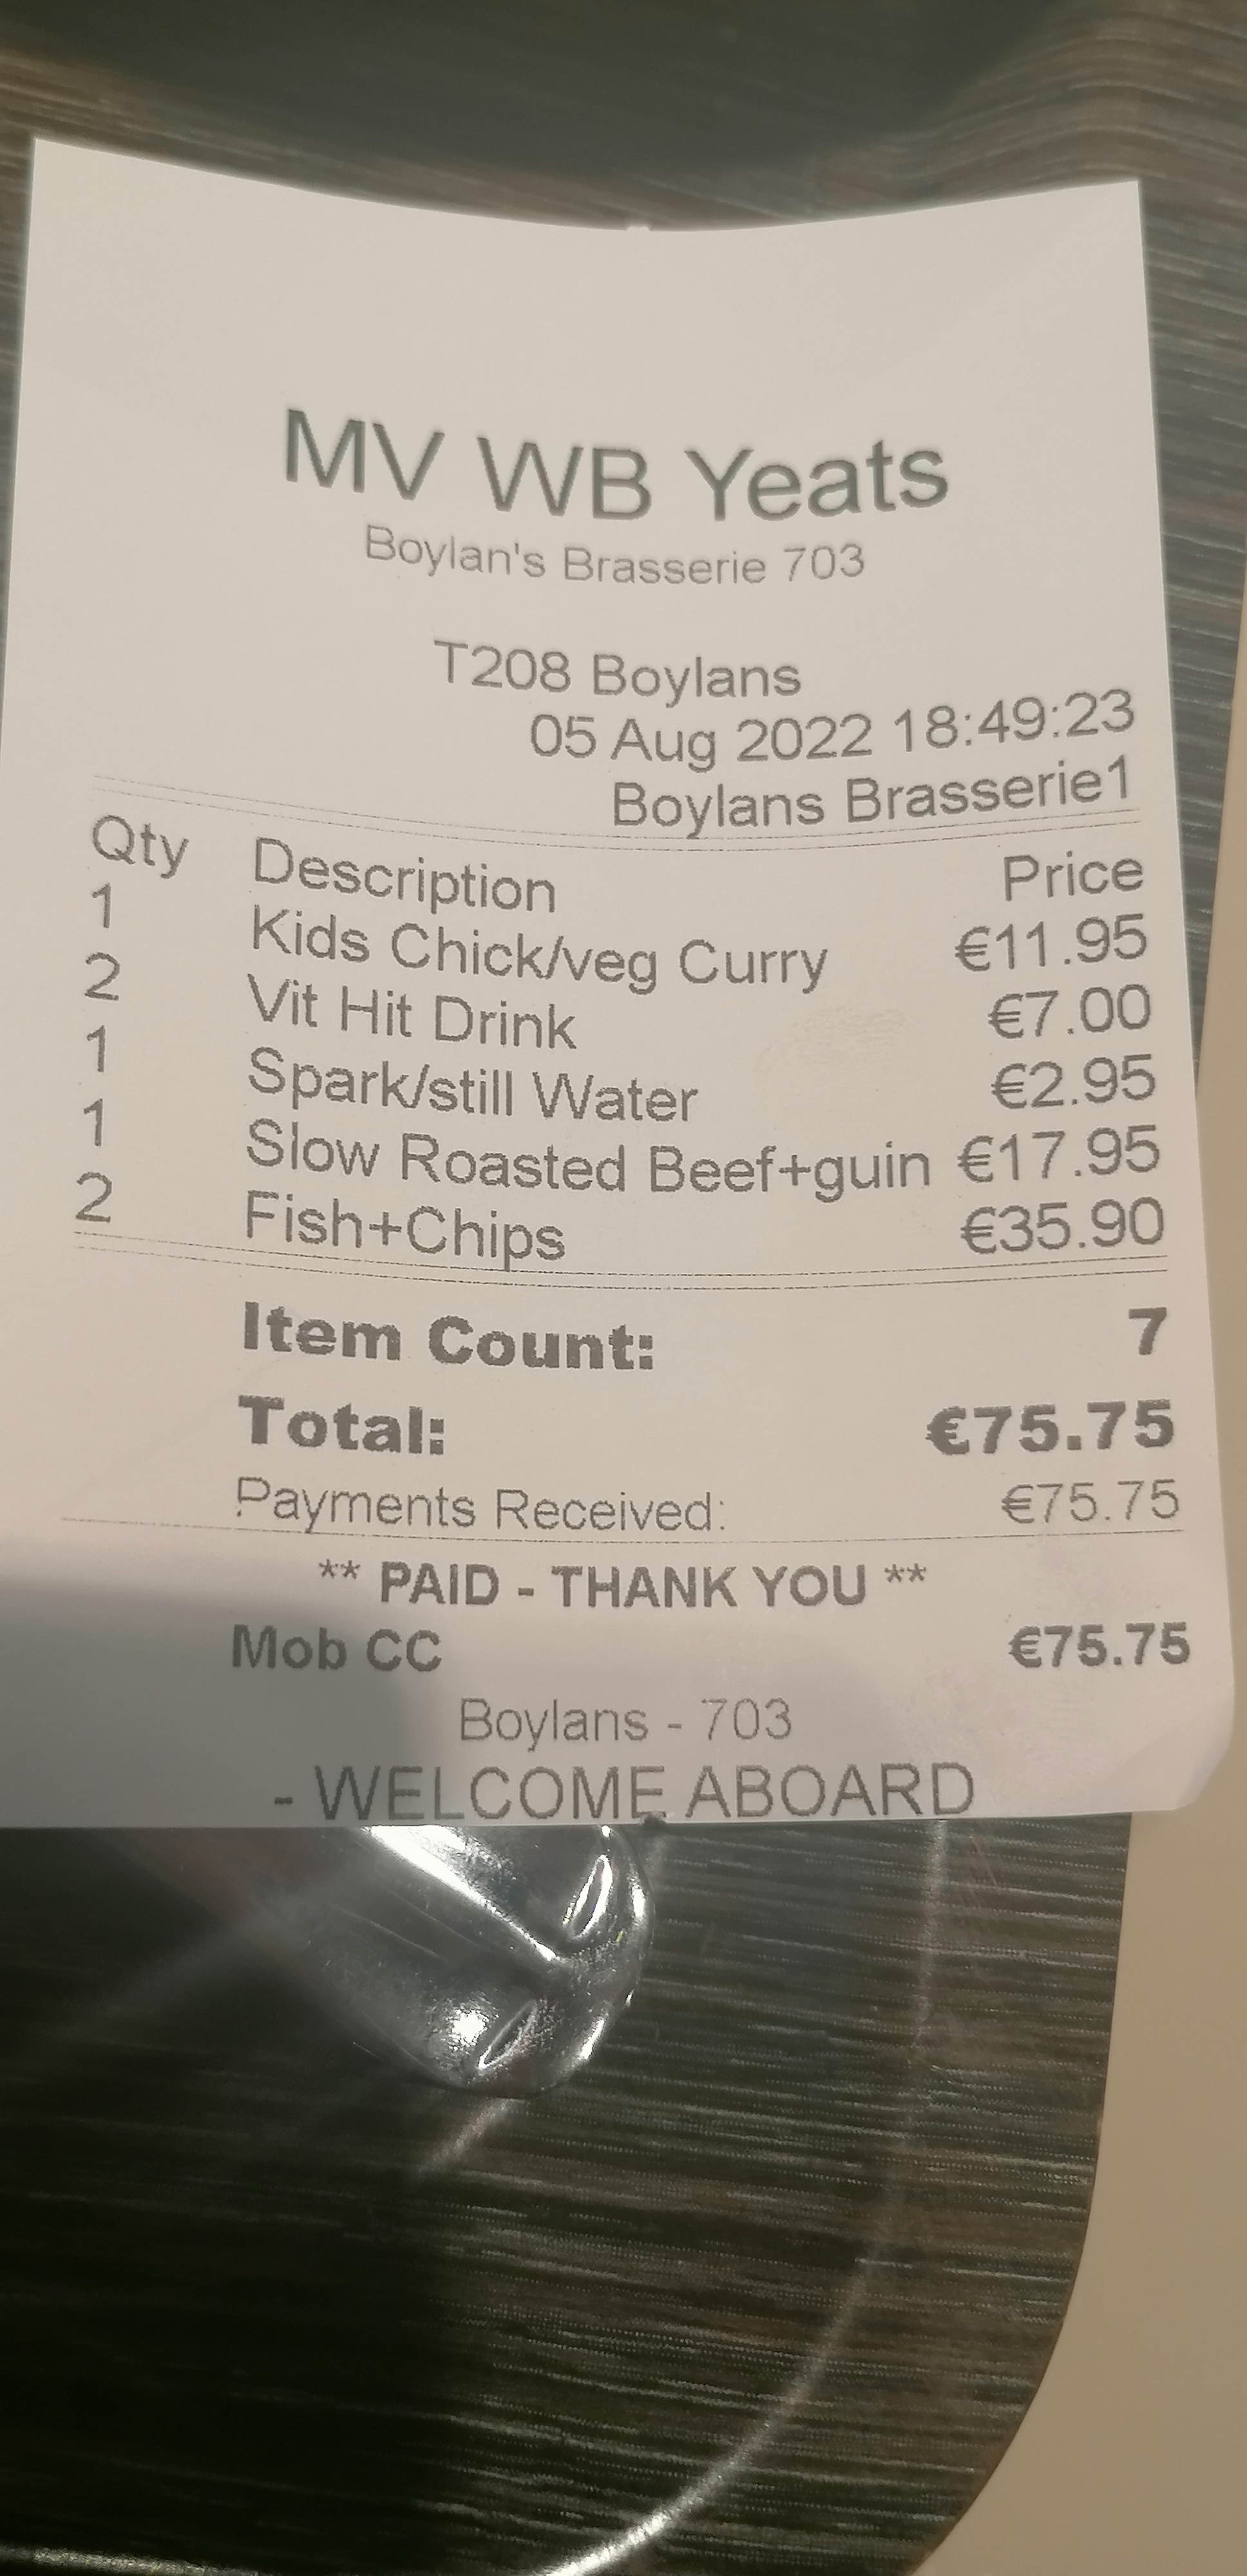 MV WB Yeats
Boylan's Brasserie 703
T208 Boylans
05 Aug 2022 18:49:23
Boylans Brasserie1
Qty Description Price
1 Kids Chick/veg Curry €11.95
2 Vit Hit Drink €7.00
1 Spark/still Water €2.95
1 Slow Roasted Beef+guin €17.95
2 Fish+Chips €35.90
Item Count: 7
Total: €75.75
Payments Received: €75.75
** PAID - THANK YOU **
Mob CC €75.75
Boylans - 703
- WELCOME ABOARD